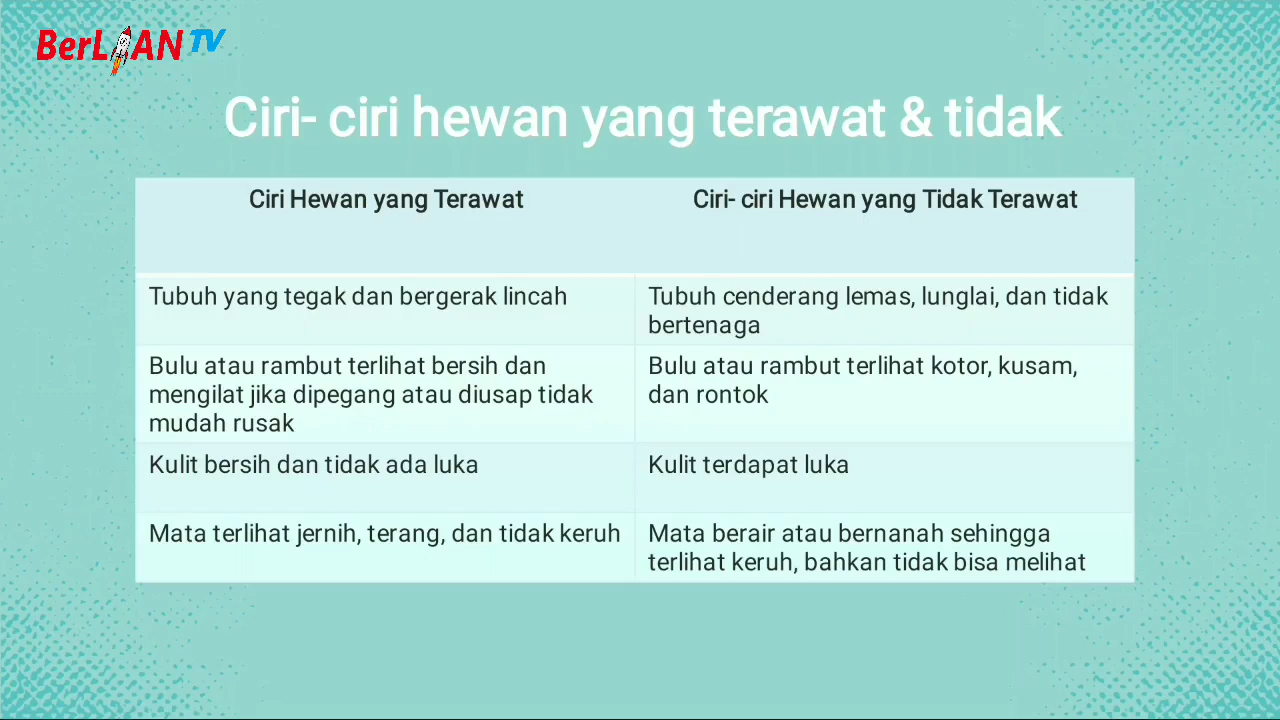 BerLIAN TV
Ciri- ciri hewan yang terawat & tidak
Ciri Hewan yang Terawat
Ciri- ciri Hewan yang Tidak Terawat
Tubuh yang tegak dan bergerak lincah
Tubuh cenderang lemas, lunglai, dan tidak
bertenaga
Bulu atau rambut terlihat bersih dan
mengilat jika dipegang atau diusap tidak
mudah rusak
Bulu atau rambut terlihat kotor, kusam,
dan rontok
Kulit bersih dan tidak ada luka
Kulit terdapat luka
Mata terlihat jernih, terang, dan tidak keruh
Mata berair atau bernanah sehingga
terlihat keruh, bahkan tidak bisa melihat